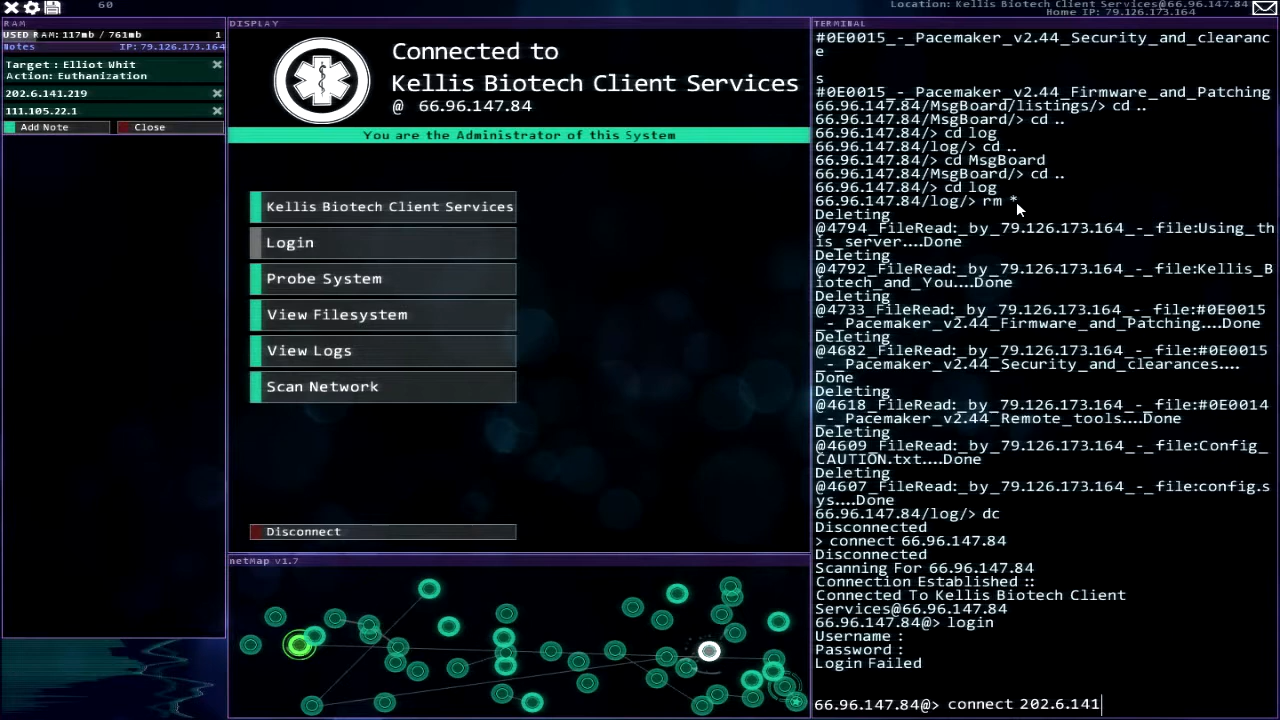 60
Location: Kellis Biotech Client Services@66.96.147.84
Home IP: 79.126.173.164
RAM
USED RAM: 117mb / 761mb 1
Notes IP: 79.126.173.164
Target : Elliot Whit
Action: Euthanization
202.6.141.219
111.105.22.1
Add Note
Close
DISPLAY
Connected to
Kellis Biotech Client Services
@ 66.96.147.84
You are the Administrator of this System
Kellis Biotech Client Services
Login
Probe System
View Filesystem
View Logs
Scan Network
Disconnect
netMap v1.7
TERMINAL
#0E0015_-_Pacemaker_v2.44_Security_and_clearanc
e
s
#0E0015_-_Pacemaker_v2.44_Firmware_and_Patching
66.96.147.84/MsgBoard/listings/> cd ..
66.96.147.84/MsgBoard/> cd ..
66.96.147.84/> cd log
66.96.147.84/log/> cd ..
66.96.147.84/> cd MsgBoard
66.96.147.84/MsgBoard/> cd ..
66.96.147.84/> cd log
66.96.147.84/log/> rm *
Deleting
@4794_FileRead:_by_79.126.173.164_-_file:Using_th
is_server....Done
Deleting
@4792_FileRead:_by_79.126.173.164_-_file:Kellis_B
iotech_and_You....Done
Deleting
@4733_FileRead:_by_79.126.173.164_-_file:#0E0015
_-_Pacemaker_v2.44_Firmware_and_Patching....Done
Deleting
@4682_FileRead:_by_79.126.173.164_-_file:#0E0015
_-_Pacemaker_v2.44_Security_and_clearances....
Done
Deleting
@4618_FileRead:_by_79.126.173.164_-_file:#0E0014
_-_Pacemaker_v2.44_Remote_tools....Done
Deleting
@4609_FileRead:_by_79.126.173.164_-_file:Config_
CAUTION.txt....Done
Deleting
@4607_FileRead:_by_79.126.173.164_-_file:config.s
ys....Done
66.96.147.84/log/> dc
Disconnected
> connect 66.96.147.84
Disconnected
Scanning For 66.96.147.84
Connection Established ::
Connected To Kellis Biotech Client
Services@66.96.147.84
66.96.147.84@> login
Username :
Password :
Login Failed
66.96.147.84@> connect 202.6.141